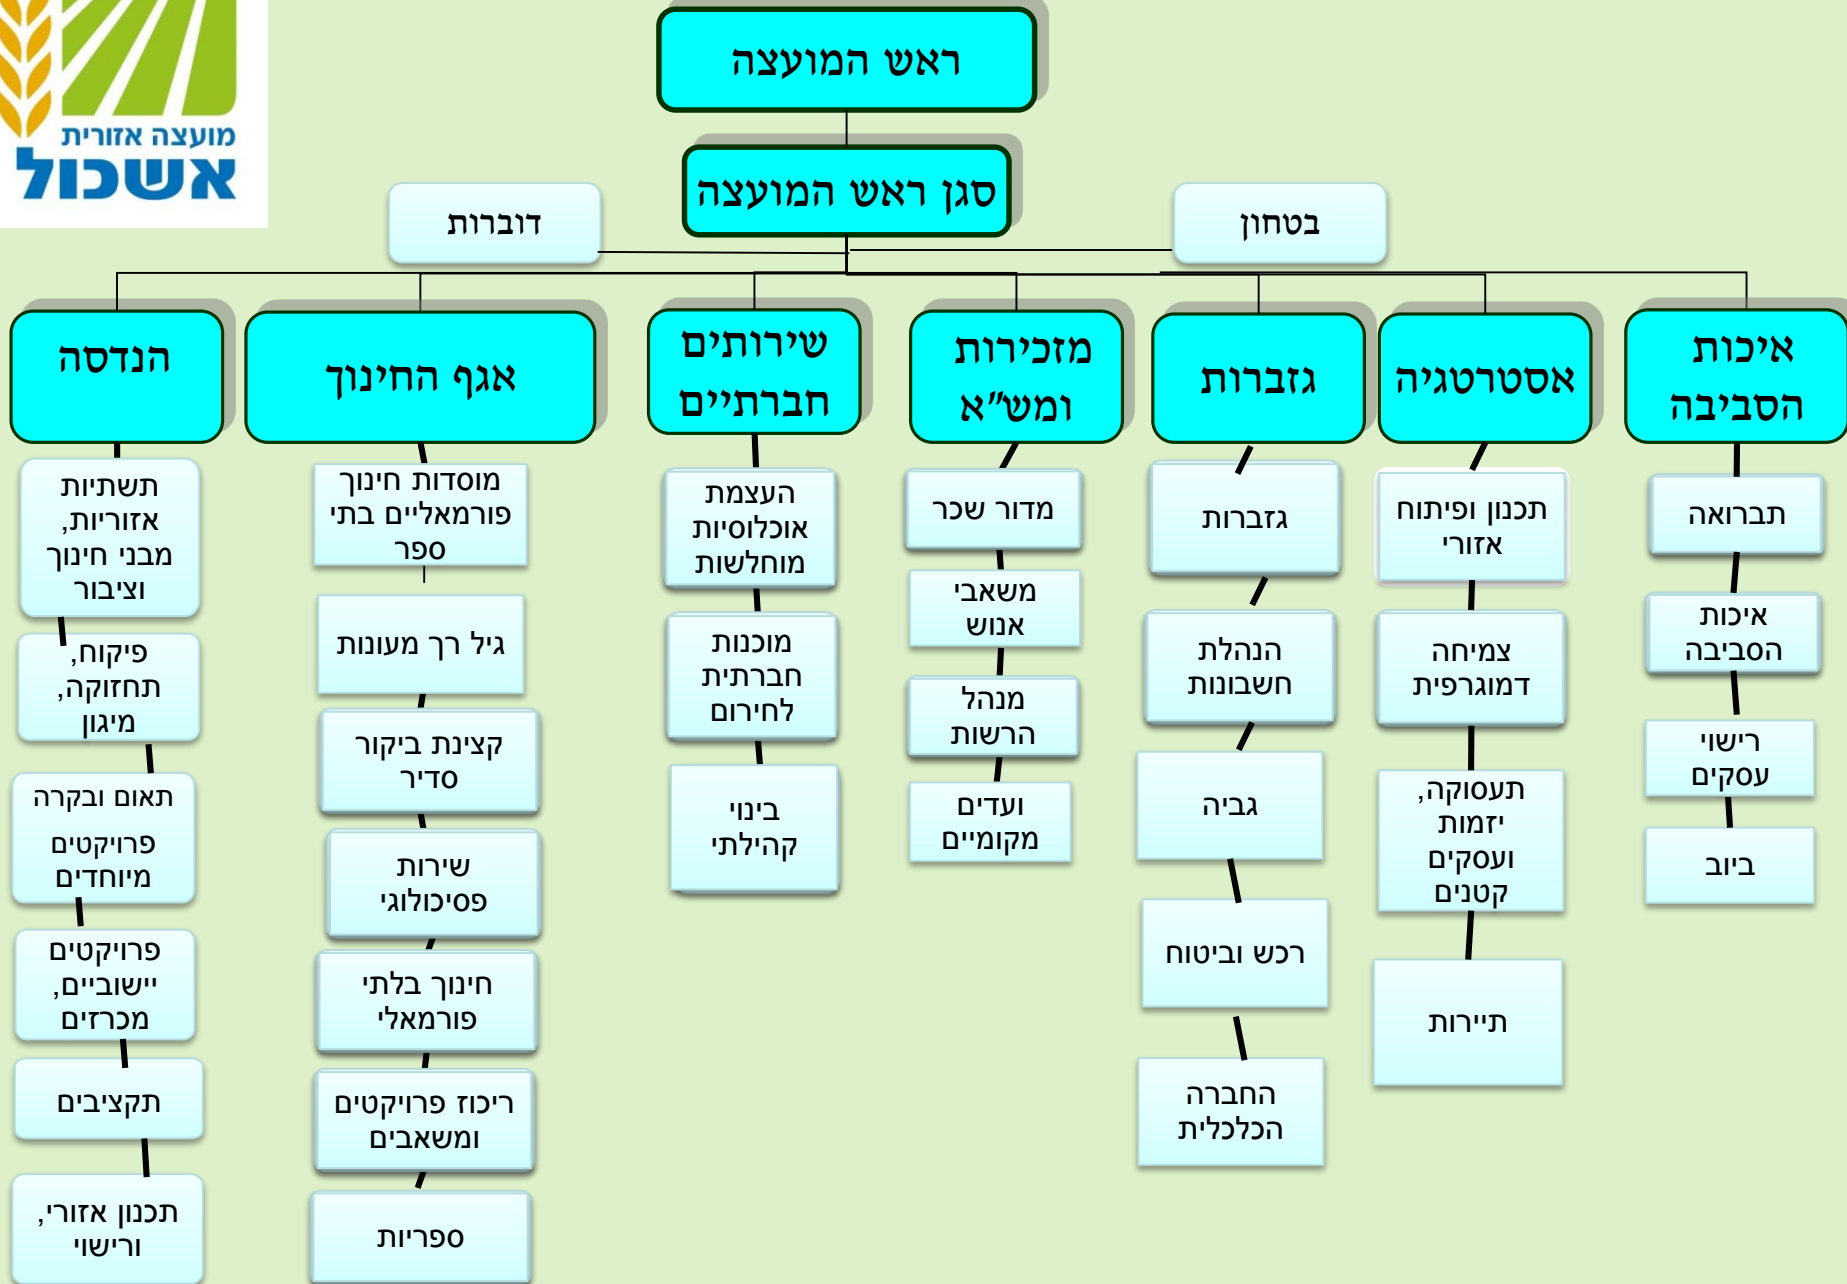 מועצה אזורית
אשכול
ראש המועצה
סגן ראש המועצה
בטחון
דוברות
איכות
הסביבה
תברואה
איכות
הסביבה
רישוי
עסקים
ביוב
אסטרטגיה
תכנון ופיתוח
אזורי
צמיחה
דמוגרפית
תעסוקה,
יזמות
ועסקים
קטנים
תיירות
גזברות
גזברות
הנהלת
חשבונות
גביה
רכש וביטוח
החברה
הכלכלית
מזכירות
ומש"א
מדור שכר
משאבי
אנוש
מנהל
הרשות
ועדים
מקומיים
שירותים
חברתיים
העצמת
אוכלוסיות
מוחלשות
מוכנות
חברתית
לחירום
בינוי
קהילתי
אגף החינוך
מוסדות חינוך
פורמאליים בתי
ספר
גיל רך מעונות
קצינת ביקור
סדיר
שירות
פסיכולוגי
חינוך בלתי
פורמאלי
ריכוז פרויקטים
ומשאבים
ספריות
הנדסה
תשתיות
אזוריות,
מבני חינוך
וציבור
פיקוח,
תחזוקה,
מיגון
תאום ובקרה
פרויקטים
מיוחדים
פרויקטים
יישוביים,
מכרזים
תקציבים
תכנון אזורי,
ורישוי